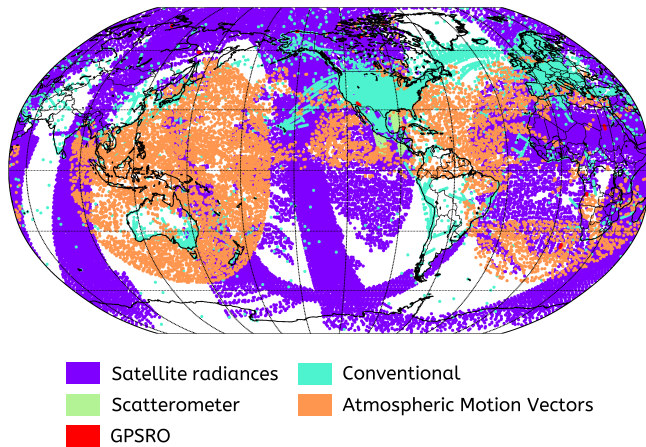 Satellite radiances
Conventional
Scatterometer
Atmospheric Motion Vectors
GPSRO